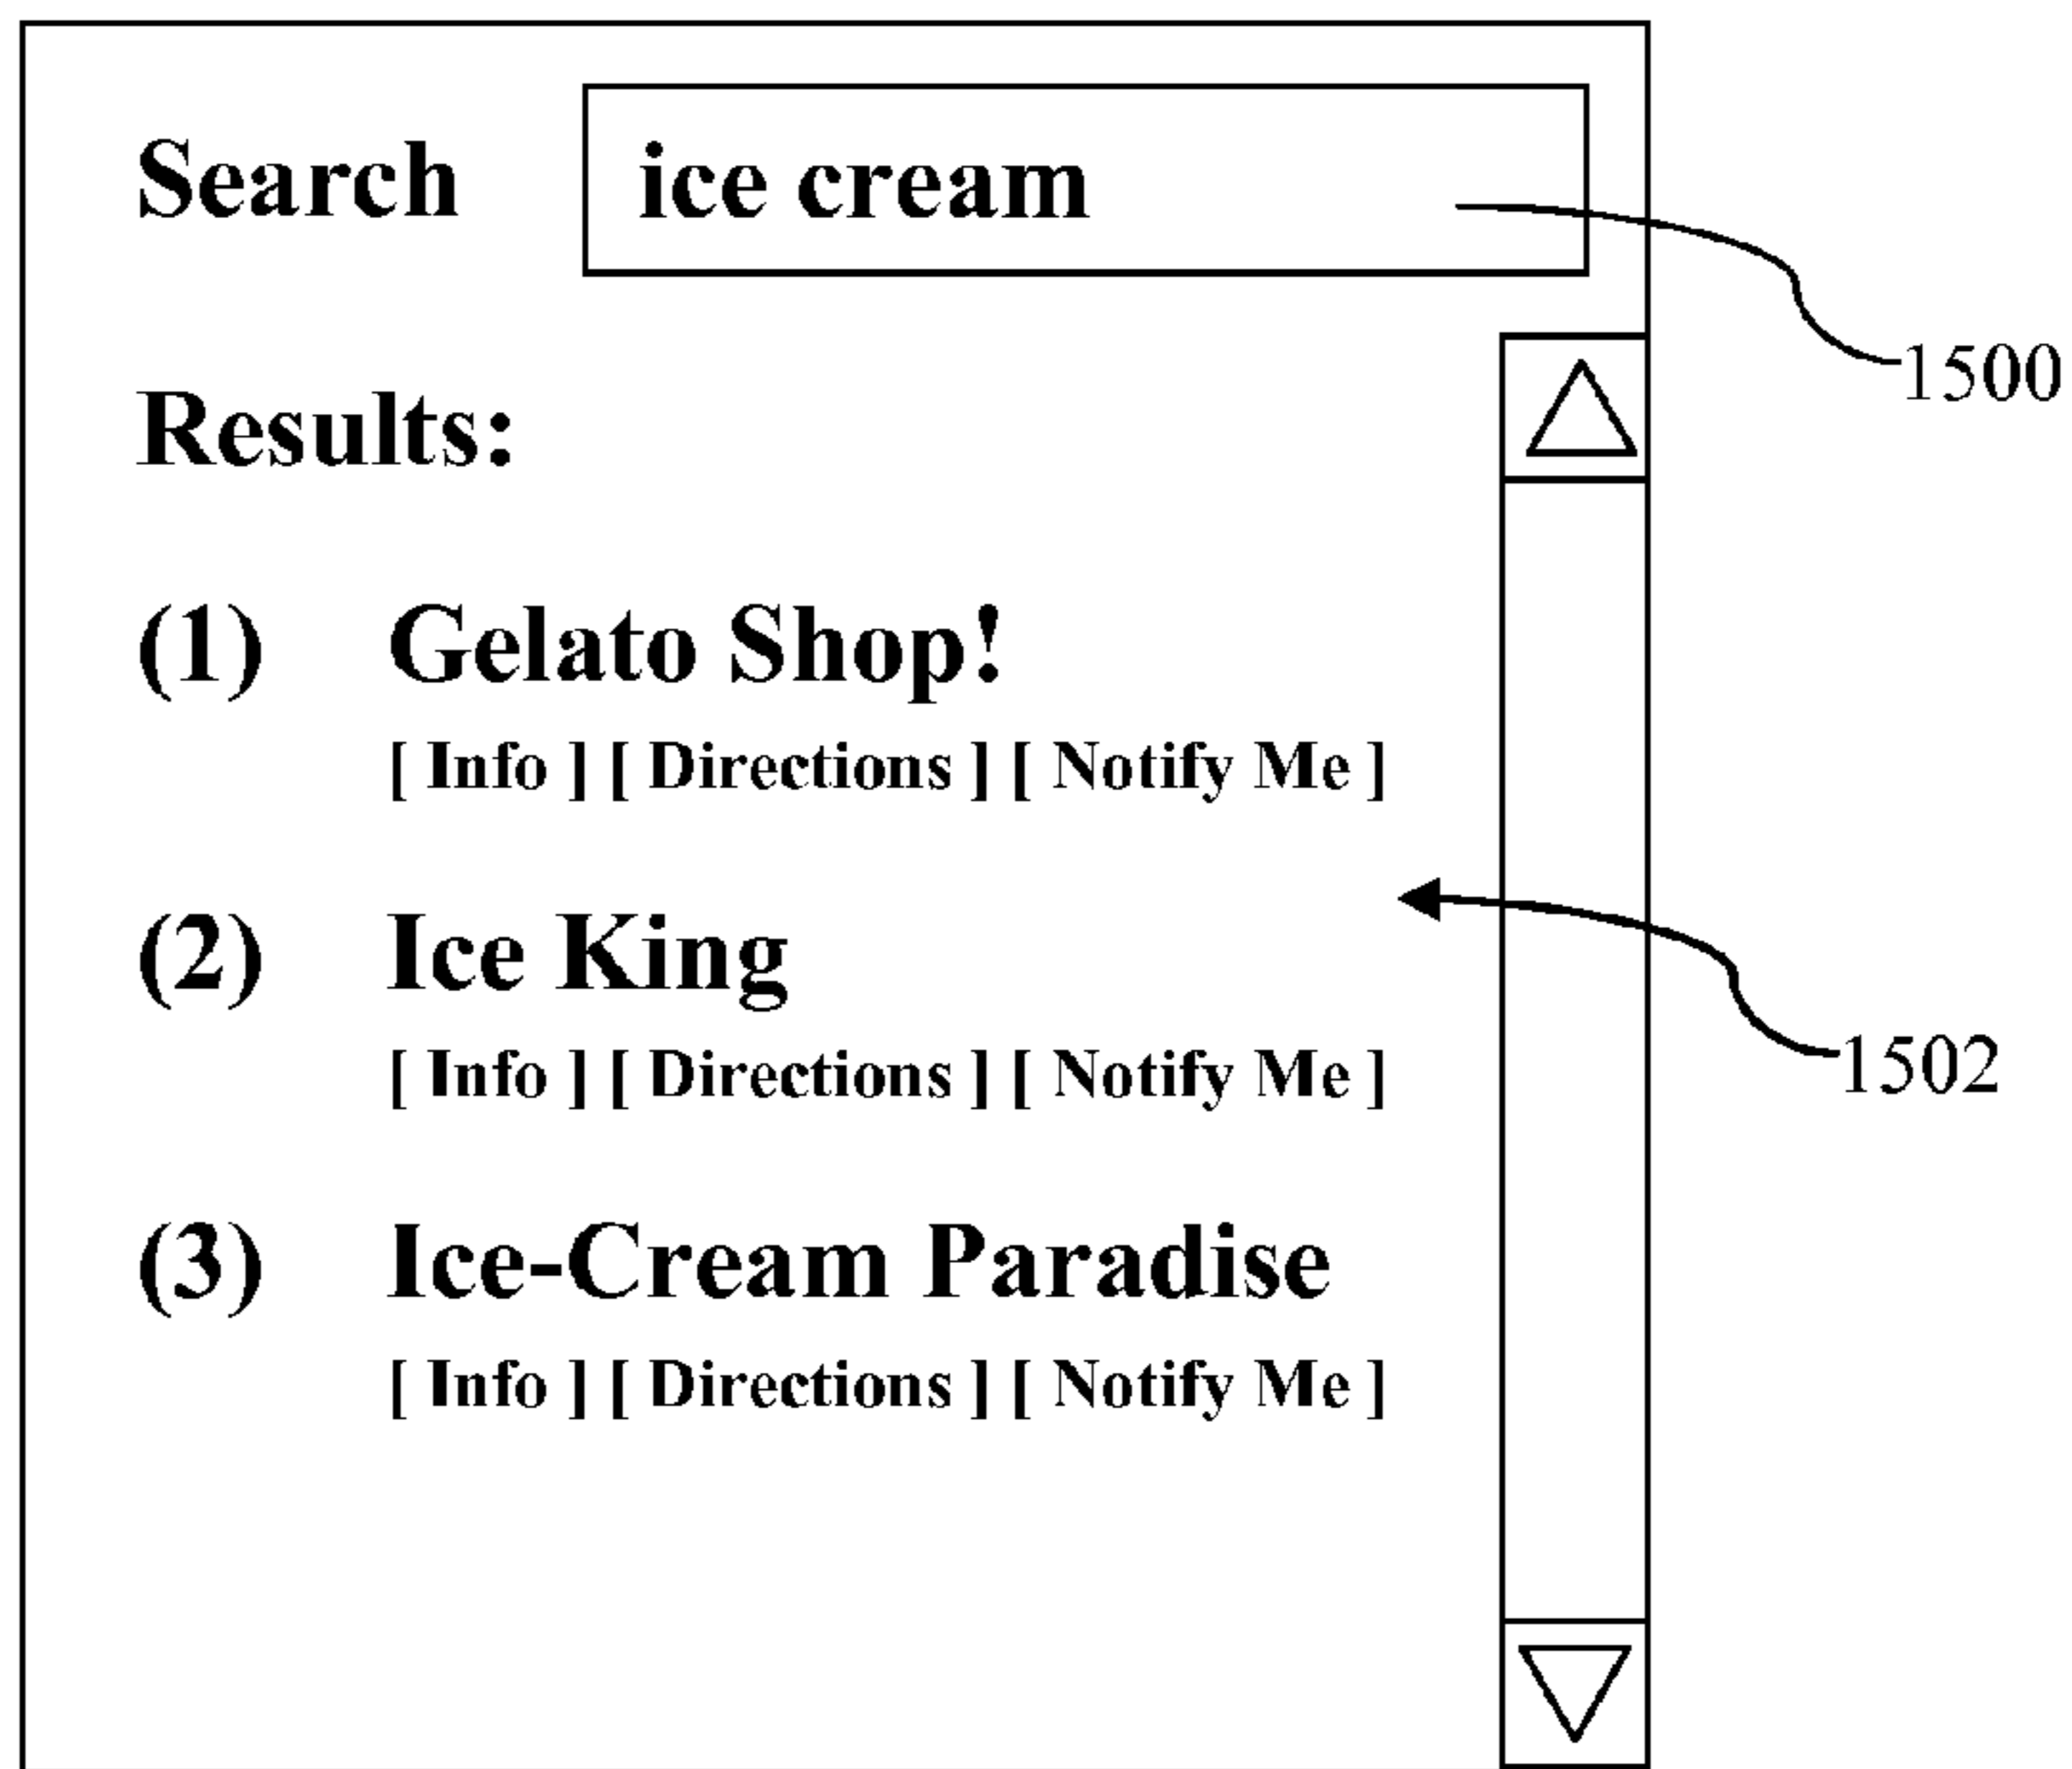 Search ice cream
1500
Results:
(1) Gelato Shop!
[ Info ] [ Directions ] [ Notify Me ]
(2) Ice King
1502
[ Info ] [ Directions ] [ Notify Me ]
(3) Ice-Cream Paradise
[ Info ] [ Directions ] [ Notify Me ]